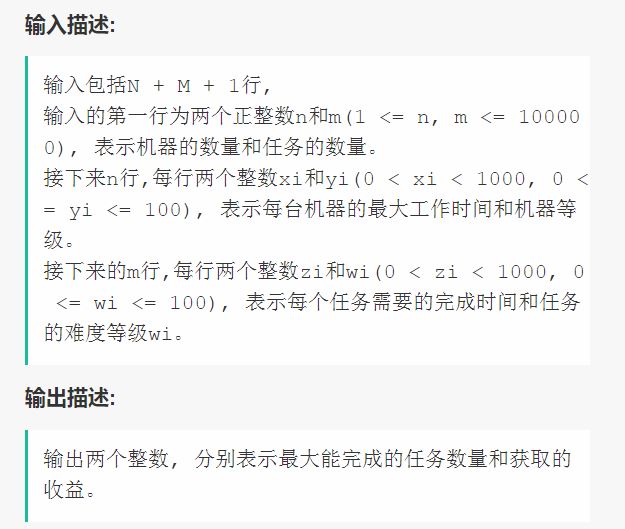 输入描述:
输入包括N + M + 1行,
输入的第一行为两个正整数n和m(1 <= n, m <= 10000
0), 表示机器的数量和任务的数量。
接下来n行,每行两个整数xi和yi(0 < xi < 1000, 0 <
= yi <= 100), 表示每台机器的最大工作时间和机器等
级。
接下来的m行,每行两个整数zi和wi(0 < zi < 1000, 0
<= wi <= 100), 表示每个任务需要的完成时间和任务
的难度等级wi。
输出描述:
输出两个整数, 分别表示最大能完成的任务数量和获取的
收益。